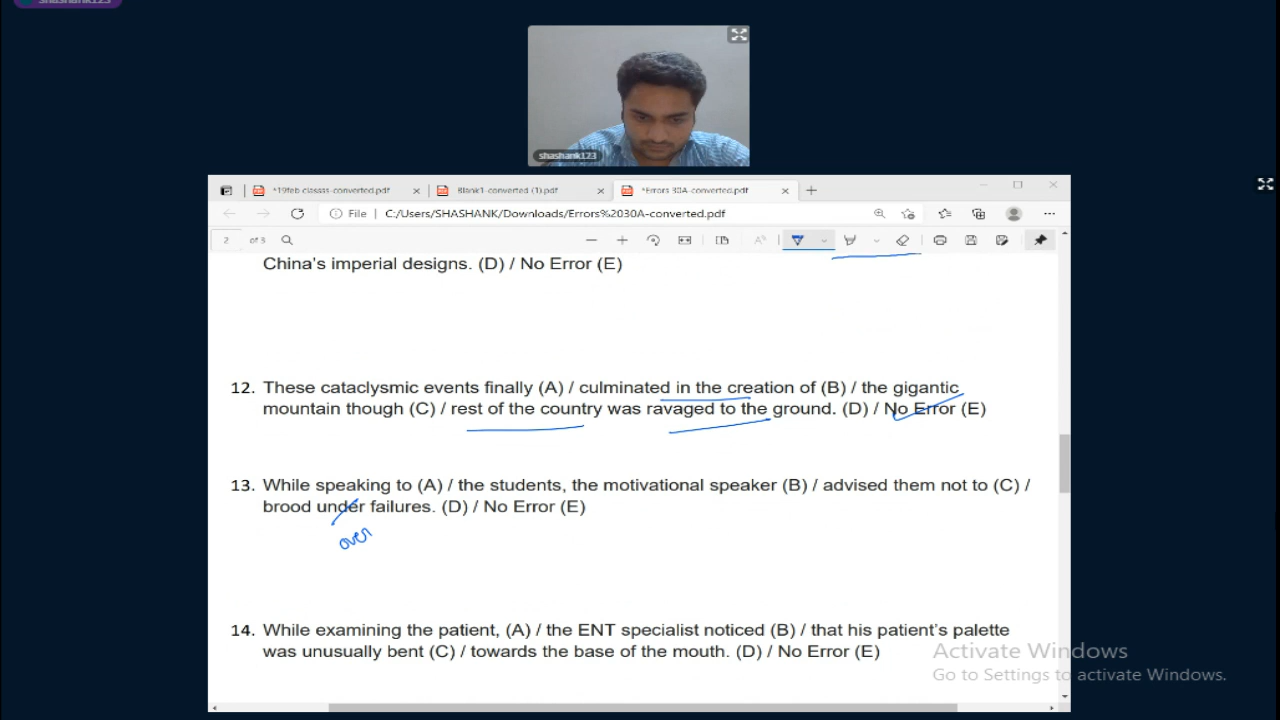 shashank123
shashank123
*19feb classs-converted.pdf
Blank1-converted (1).pdf
*Errors 30A-converted.pdf
File | C:/Users/SHASHANK/Downloads/Errors%2030A-converted.pdf
2 of 3
China's imperial designs. (D) / No Error (E)
12. These cataclysmic events finally (A) / culminated in the creation of (B) / the gigantic
mountain though (C) / rest of the country was ravaged to the ground. (D) / No Error (E)
13. While speaking to (A) / the students, the motivational speaker (B) / advised them not to (C) /
brood under failures. (D) / No Error (E)
over
14. While examining the patient, (A) / the ENT specialist noticed (B) / that his patient's palette
was unusually bent (C) / towards the base of the mouth. (D) / No Error (E)
Activate Windows
Go to Settings to activate Windows.